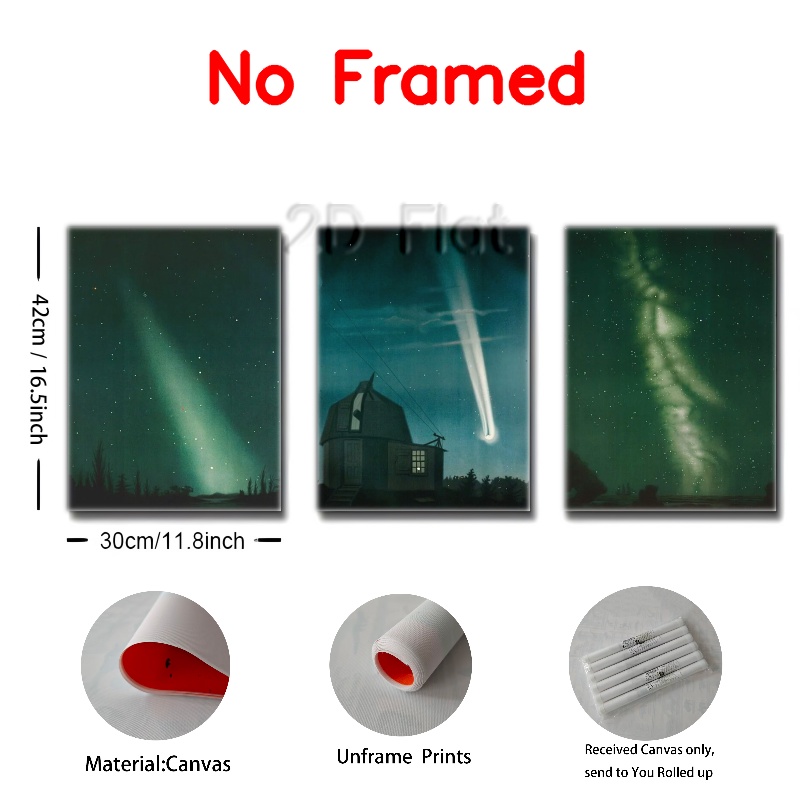 No Framed
2D Flat
42cm / 16.5inch
30cm/11.8inch
Material:Canvas
Unframe Prints
Received Canvas only,
send to You Rolled up